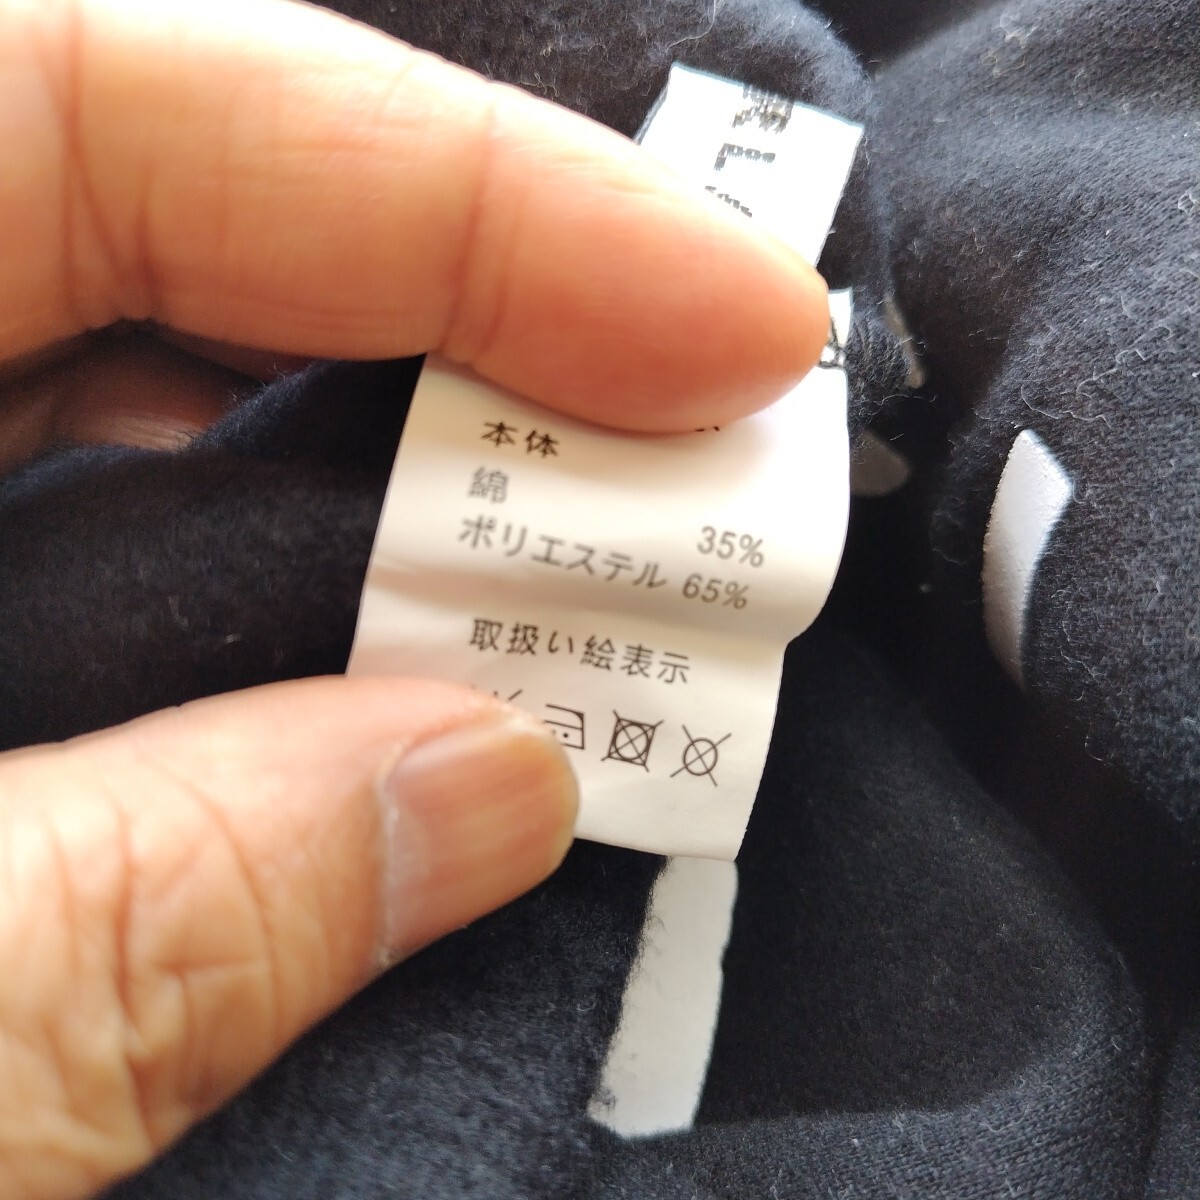 本体
綿 35%
ポリエステル 65%
取扱い絵表示